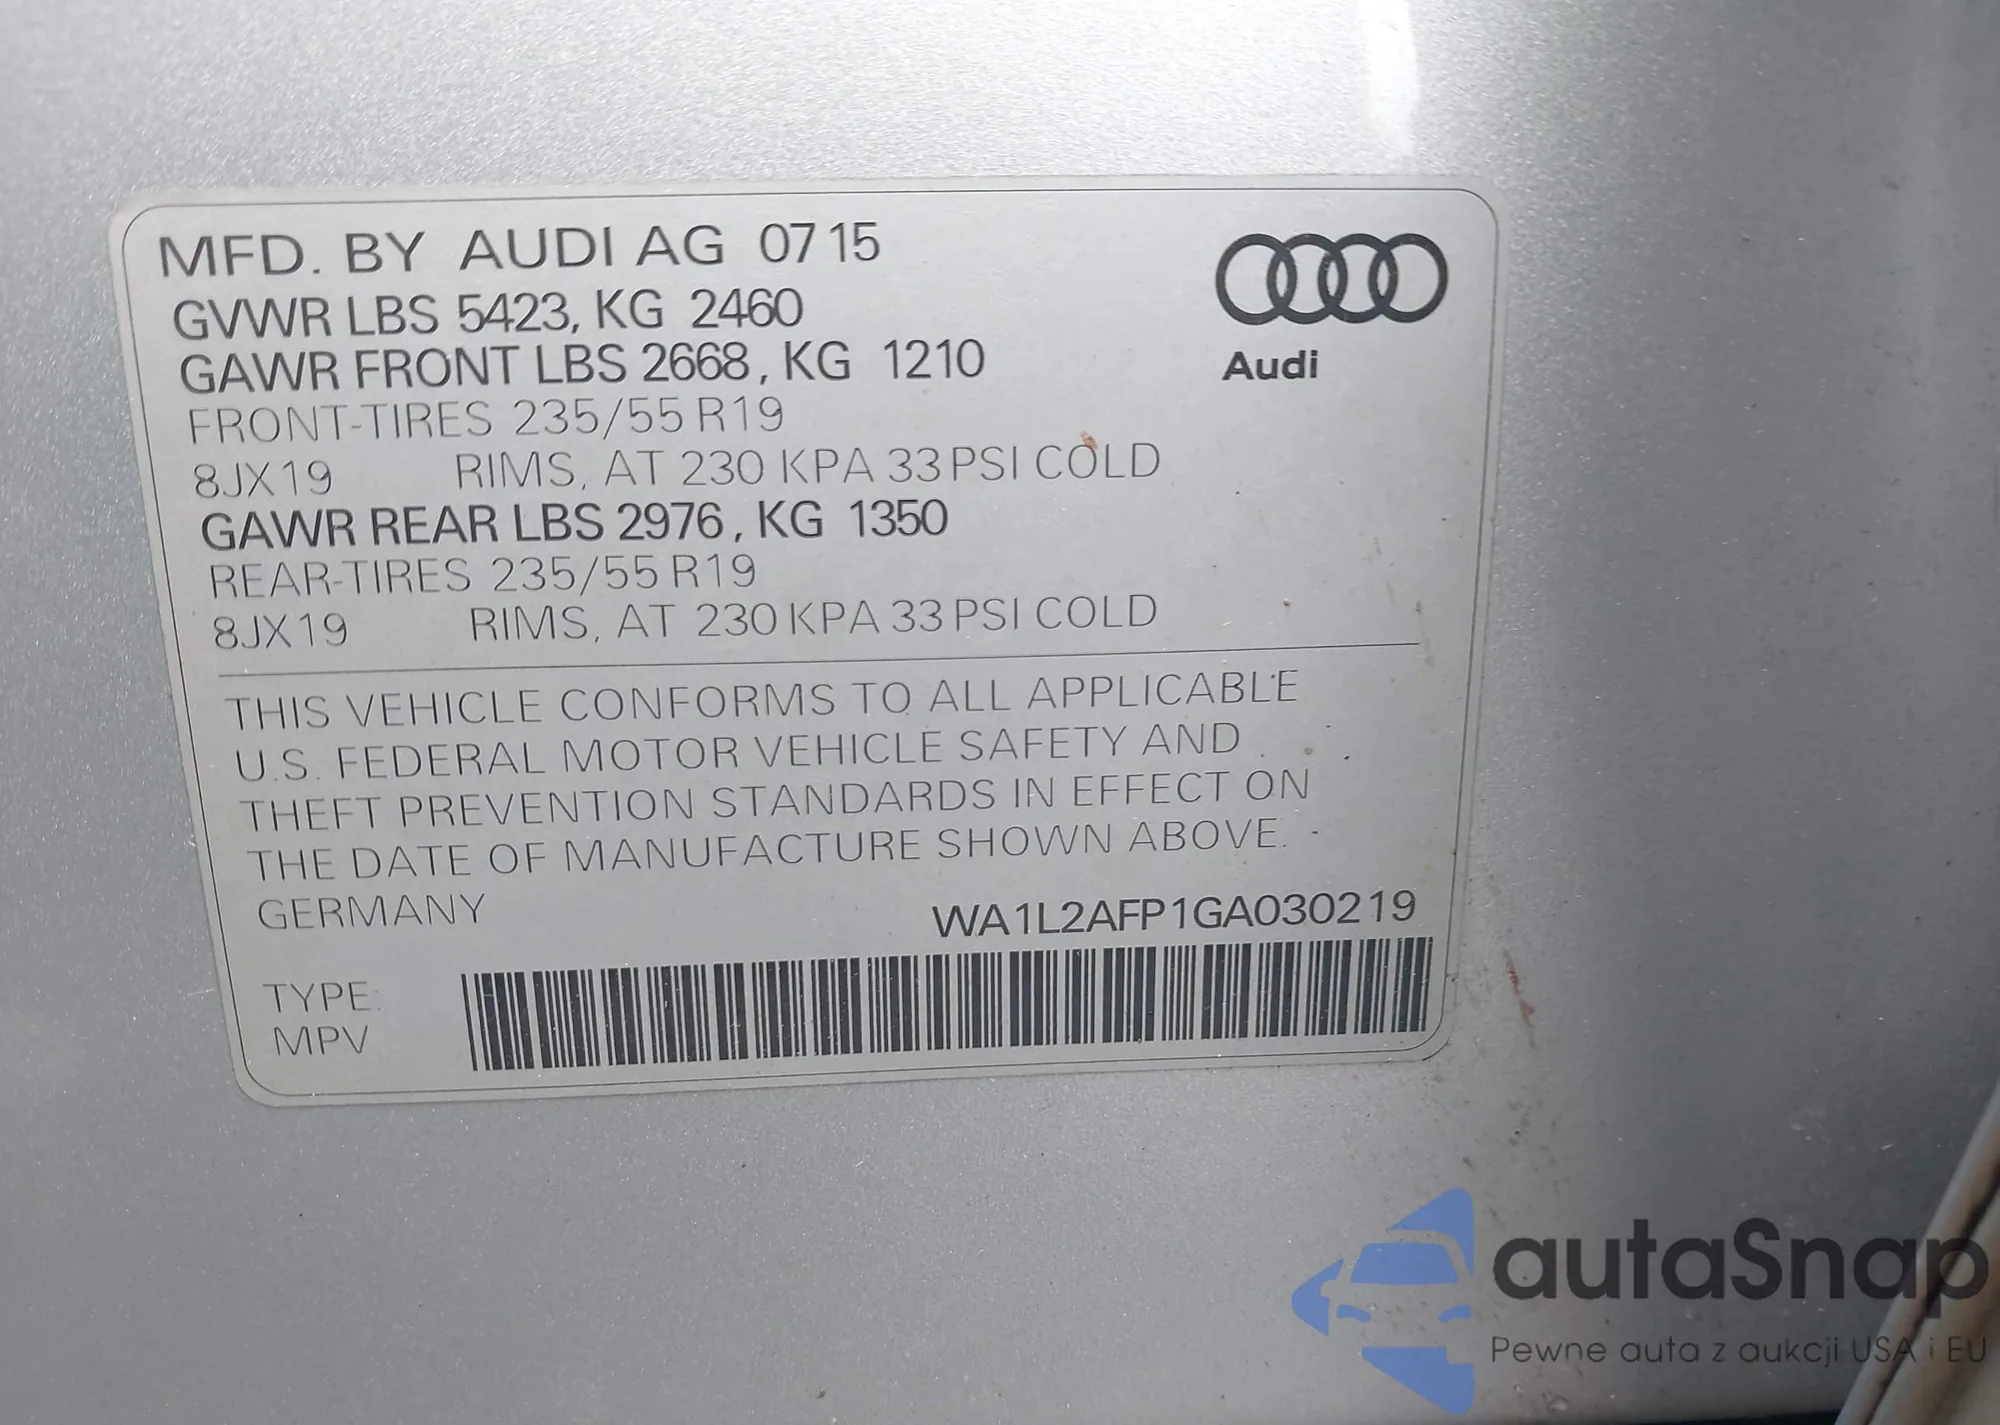 MFD. BY AUDI AG 07 15
GVWR LBS 5423, KG 2460
GAWR FRONT LBS 2668, KG 1210
FRONT-TIRES 235/55 R19
8JX19 RIMS, AT 230 KPA 33 PSI COLD
GAWR REAR LBS 2976, KG 1350
REAR-TIRES 235/55 R19
8JX19 RIMS, AT 230 KPA 33 PSI COLD
Audi
THIS VEHICLE CONFORMS TO ALL APPLICABLE
U.S. FEDERAL MOTOR VEHICLE SAFETY AND
THEFT PREVENTION STANDARDS IN EFFECT ON
THE DATE OF MANUFACTURE SHOWN ABOVE.
GERMANY WA1L2AFP1GA030219
TYPE:
MPV
autaSnap
Pewne auta z aukcji USA i EU